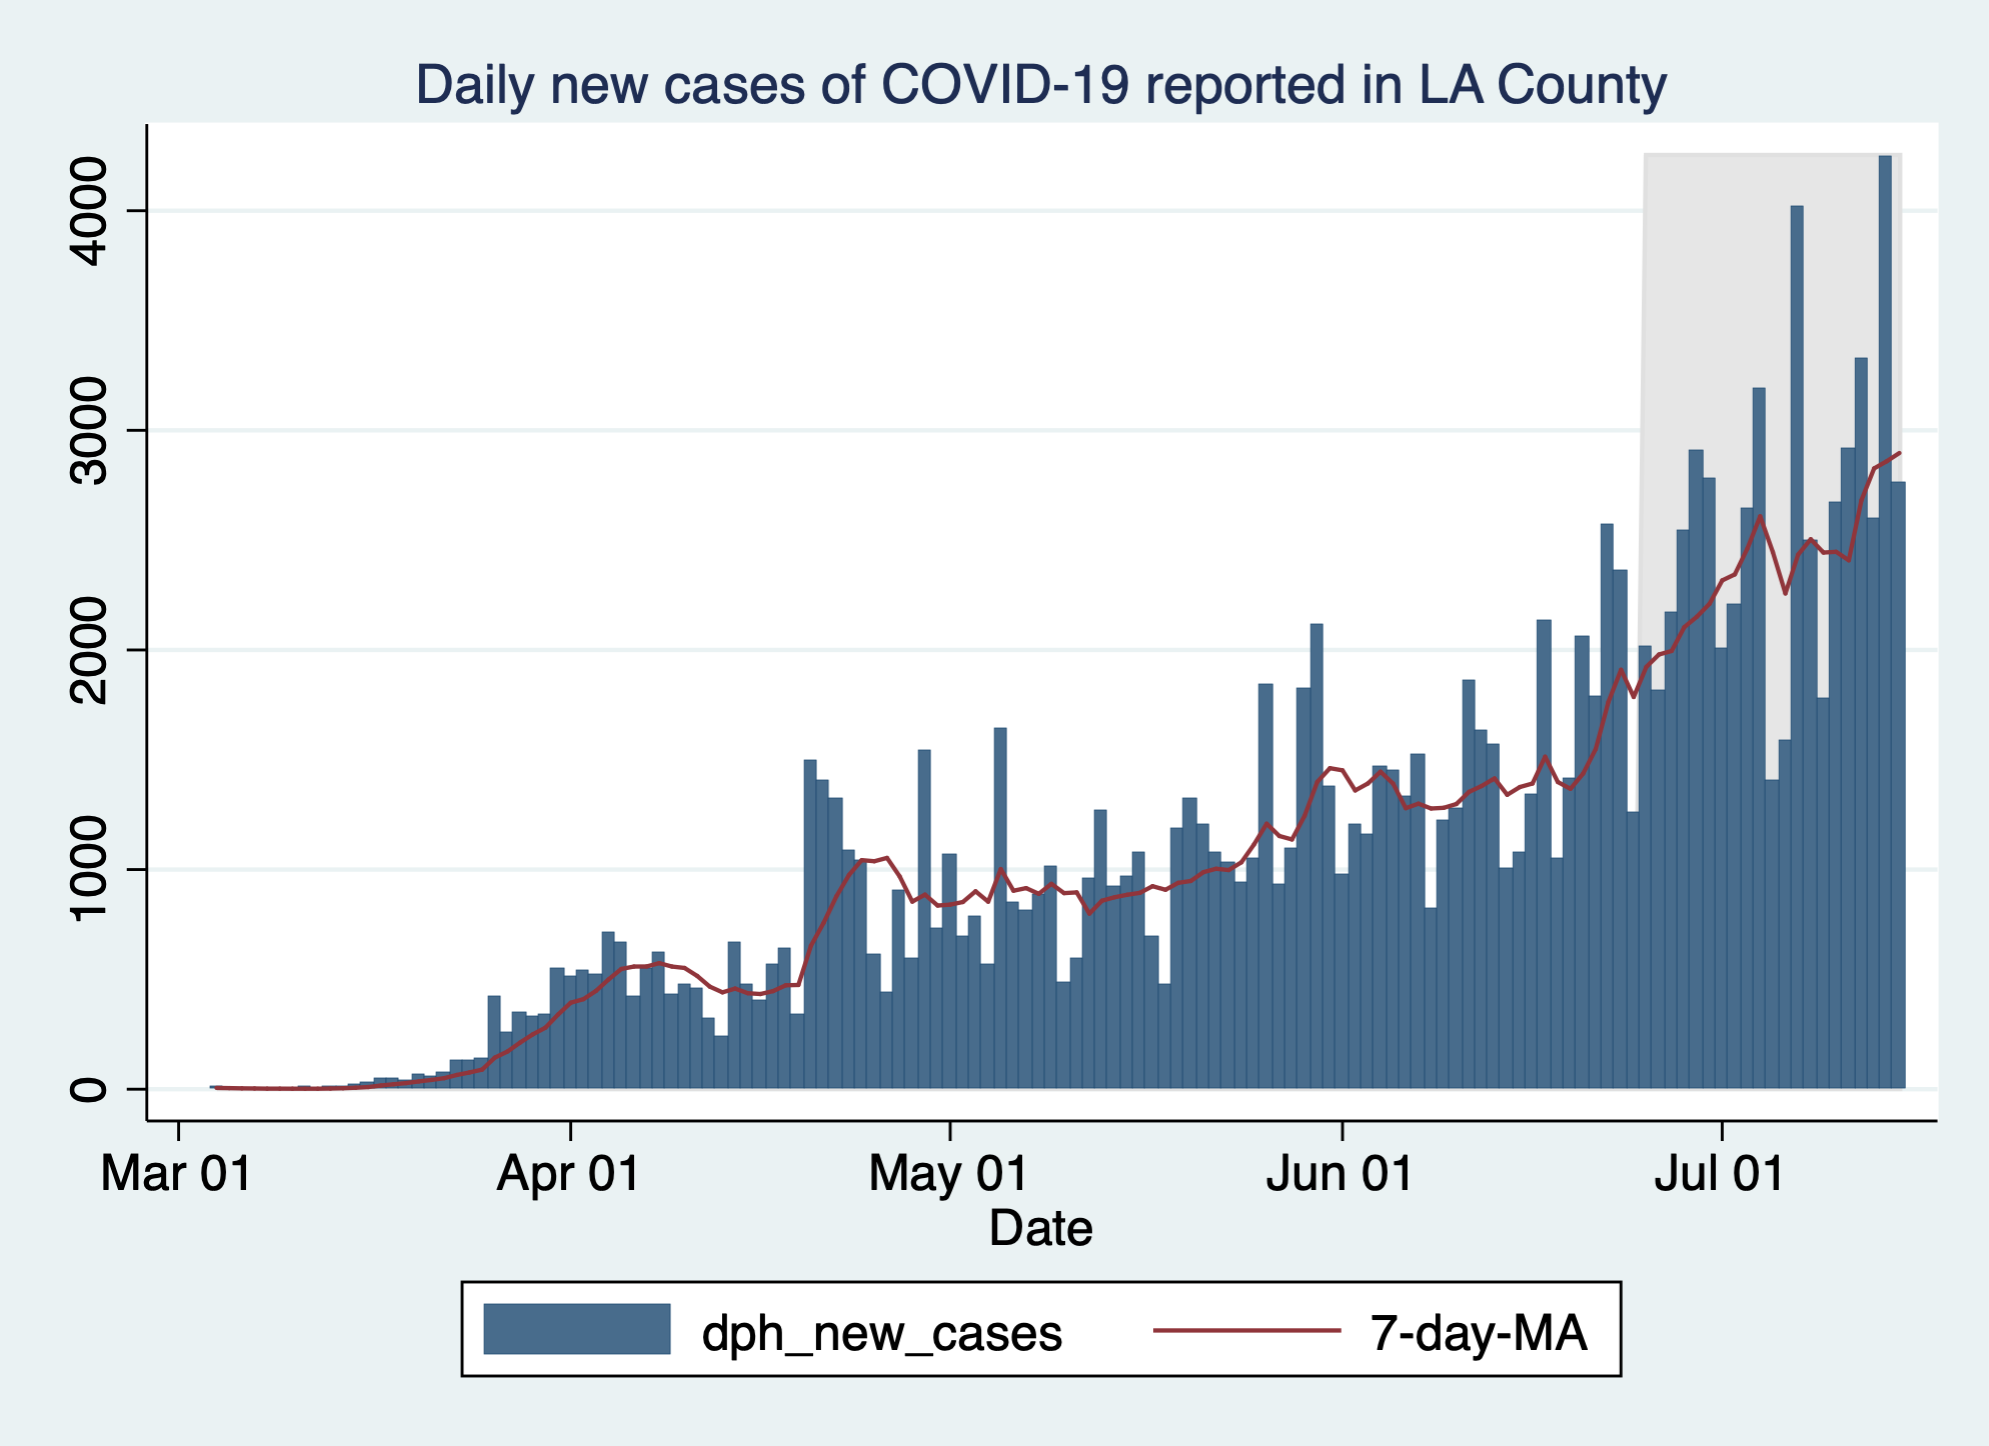 Daily new cases of COVID-19 reported in LA County
4000
3000
2000
1000
0
Mar 01 Apr 01 May 01 Jun 01 Jul 01
Date
dph_new_cases 7-day-MA